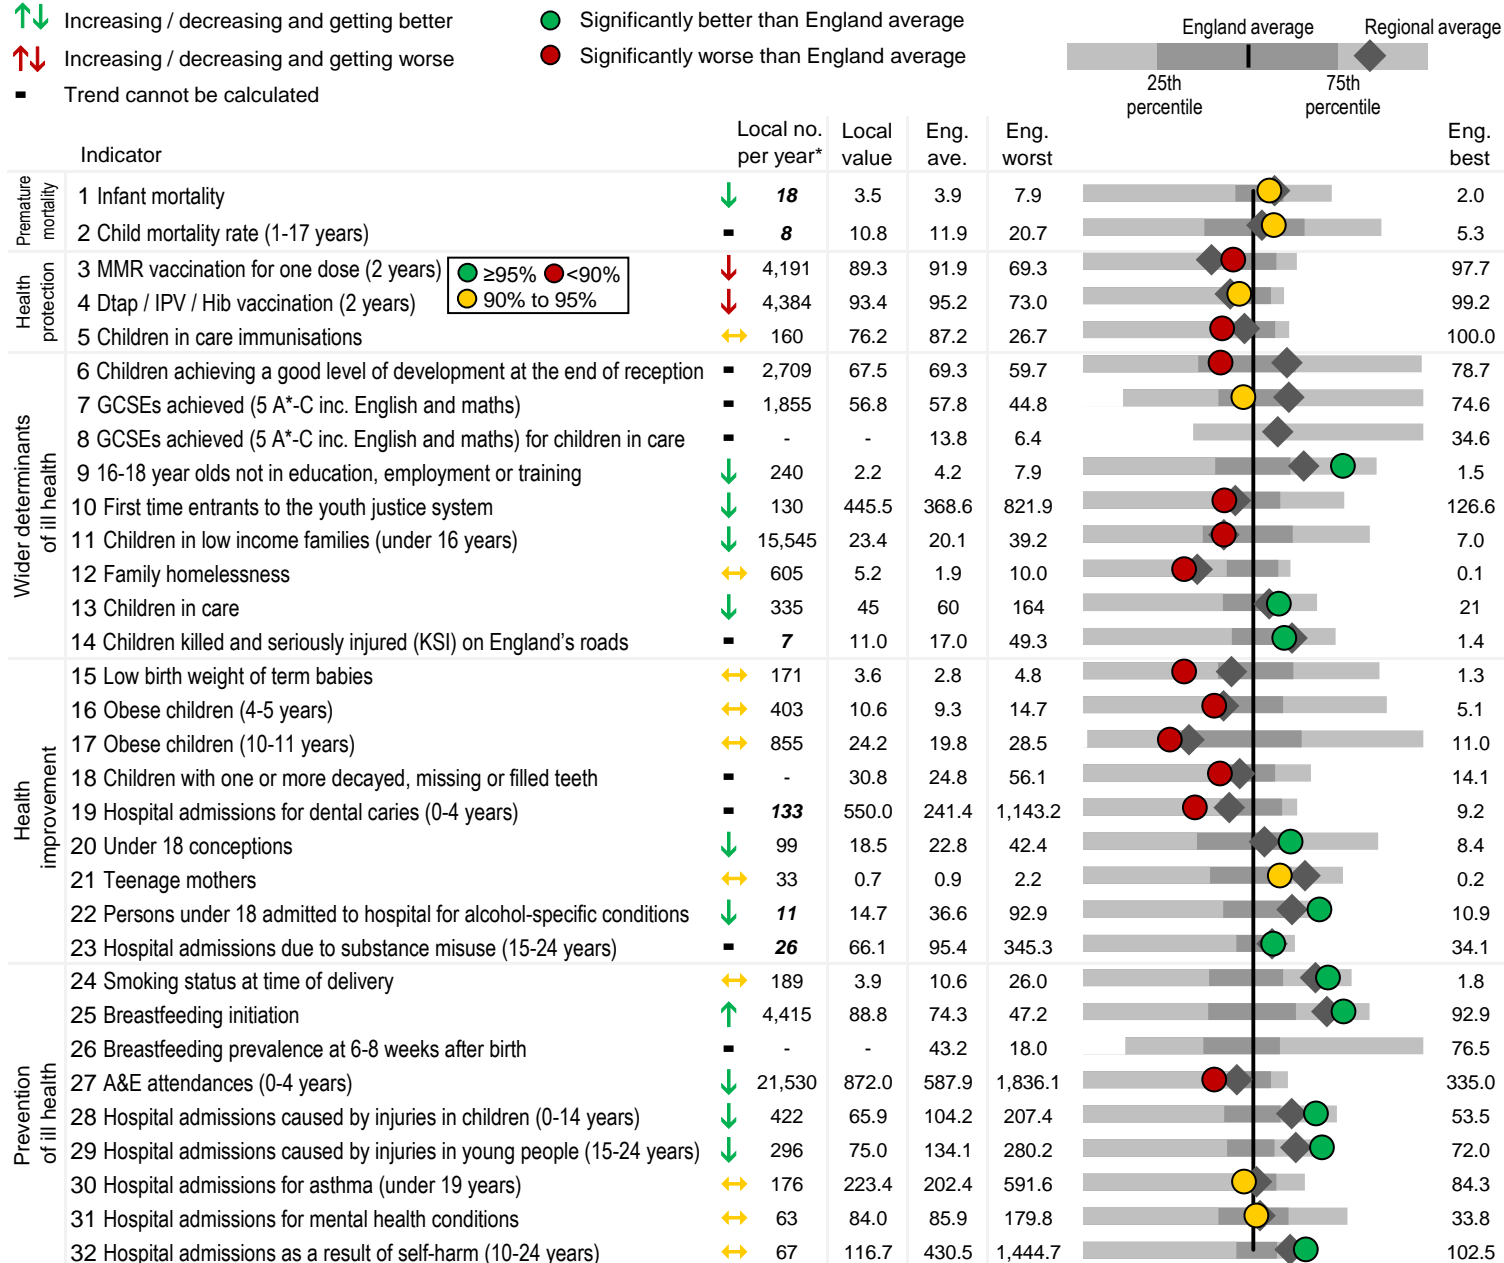 Increasing / decreasing and getting better
Significantly better than England average
Increasing / decreasing and getting worse
Significantly worse than England average
Trend cannot be calculated
England average
Regional average
25th percentile
75th percentile
Indicator
Local no. per year*
Local value
Eng. ave.
Eng. worst
Eng. best
Premature mortality
1 Infant mortality 18 3.5 3.9 7.9 2.0
2 Child mortality rate (1-17 years) 8 10.8 11.9 20.7 5.3
Health protection
3 MMR vaccination for one dose (2 years) 4,191 89.3 91.9 69.3 97.7
≥95% <90%
90% to 95%
4 Dtap / IPV / Hib vaccination (2 years) 4,384 93.4 95.2 73.0 99.2
5 Children in care immunisations 160 76.2 87.2 26.7 100.0
Wider determinants of ill health
6 Children achieving a good level of development at the end of reception 2,709 67.5 69.3 59.7 78.7
7 GCSEs achieved (5 A*-C inc. English and maths) 1,855 56.8 57.8 44.8 74.6
8 GCSEs achieved (5 A*-C inc. English and maths) for children in care - - 13.8 6.4 34.6
9 16-18 year olds not in education, employment or training 240 2.2 4.2 7.9 1.5
10 First time entrants to the youth justice system 130 445.5 368.6 821.9 126.6
11 Children in low income families (under 16 years) 15,545 23.4 20.1 39.2 7.0
12 Family homelessness 605 5.2 1.9 10.0 0.1
13 Children in care 335 45 60 164 21
14 Children killed and seriously injured (KSI) on England's roads 7 11.0 17.0 49.3 1.4
Health improvement
15 Low birth weight of term babies 171 3.6 2.8 4.8 1.3
16 Obese children (4-5 years) 403 10.6 9.3 14.7 5.1
17 Obese children (10-11 years) 855 24.2 19.8 28.5 11.0
18 Children with one or more decayed, missing or filled teeth - 30.8 24.8 56.1 14.1
19 Hospital admissions for dental caries (0-4 years) 133 550.0 241.4 1,143.2 9.2
20 Under 18 conceptions 99 18.5 22.8 42.4 8.4
21 Teenage mothers 33 0.7 0.9 2.2 0.2
22 Persons under 18 admitted to hospital for alcohol-specific conditions 11 14.7 36.6 92.9 10.9
23 Hospital admissions due to substance misuse (15-24 years) 26 66.1 95.4 345.3 34.1
Prevention of ill health
24 Smoking status at time of delivery 189 3.9 10.6 26.0 1.8
25 Breastfeeding initiation 4,415 88.8 74.3 47.2 92.9
26 Breastfeeding prevalence at 6-8 weeks after birth - - 43.2 18.0 76.5
27 A&E attendances (0-4 years) 21,530 872.0 587.9 1,836.1 335.0
28 Hospital admissions caused by injuries in children (0-14 years) 422 65.9 104.2 207.4 53.5
29 Hospital admissions caused by injuries in young people (15-24 years) 296 75.0 134.1 280.2 72.0
30 Hospital admissions for asthma (under 19 years) 176 223.4 202.4 591.6 84.3
31 Hospital admissions for mental health conditions 63 84.0 85.9 179.8 33.8
32 Hospital admissions as a result of self-harm (10-24 years) 67 116.7 430.5 1,444.7 102.5